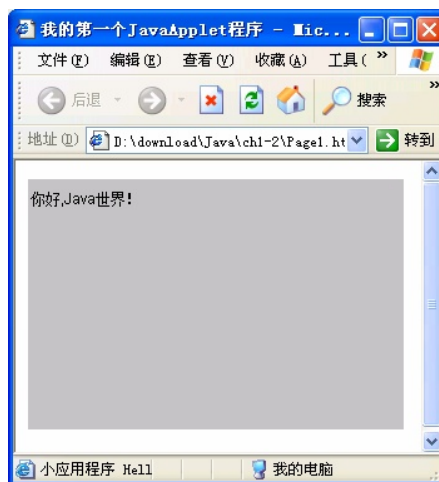 我的第一个JavaApplet程序 - Mic...
文件(F) 编辑(E) 查看(V) 收藏(A) 工具( »
后退 搜索 »
地址(D) D:\download\Java\ch1-2\Page1.ht 转到
你好,Java世界!
小应用程序 Hell 我的电脑